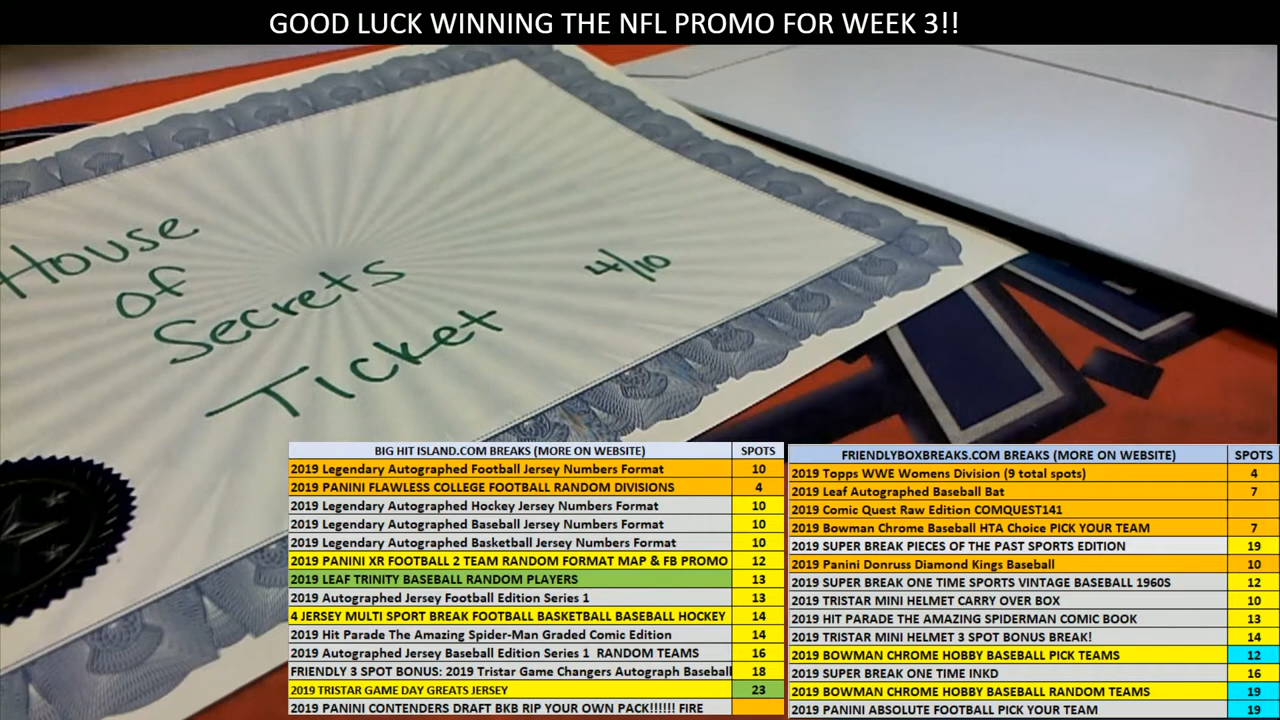 GOOD LUCK WINNING THE NFL PROMO FOR WEEK 3!!
House
of
Secrets
Ticket
4/10
BIG HIT ISLAND.COM BREAKS (MORE ON WEBSITE) SPOTS
2019 Legendary Autographed Football Jersey Numbers Format 10
2019 PANINI FLAWLESS COLLEGE FOOTBALL RANDOM DIVISIONS 4
2019 Legendary Autographed Hockey Jersey Numbers Format 10
2019 Legendary Autographed Baseball Jersey Numbers Format 10
2019 Legendary Autographed Basketball Jersey Numbers Format 10
2019 PANINI XR FOOTBALL 2 TEAM RANDOM FORMAT MAP & FB PROMO 12
2019 LEAF TRINITY BASEBALL RANDOM PLAYERS 13
2019 Autographed Jersey Football Edition Series 1 13
4 JERSEY MULTI SPORT BREAK FOOTBALL BASKETBALL BASEBALL HOCKEY 14
2019 Hit Parade The Amazing Spider-Man Graded Comic Edition 14
2019 Autographed Jersey Baseball Edition Series 1 RANDOM TEAMS 16
FRIENDLY 3 SPOT BONUS: 2019 Tristar Game Changers Autograph Baseball 18
2019 TRISTAR GAME DAY GREATS JERSEY 23
2019 PANINI CONTENDERS DRAFT BKB RIP YOUR OWN PACK!!!!!! FIRE
FRIENDLYBOXBREAKS.COM BREAKS (MORE ON WEBSITE) SPOTS
2019 Topps WWE Womens Division (9 total spots) 4
2019 Leaf Autographed Baseball Bat 7
2019 Comic Quest Raw Edition COMQUEST141
2019 Bowman Chrome Baseball HTA Choice PICK YOUR TEAM 7
2019 SUPER BREAK PIECES OF THE PAST SPORTS EDITION 19
2019 Panini Donruss Diamond Kings Baseball 10
2019 SUPER BREAK ONE TIME SPORTS VINTAGE BASEBALL 1960S 12
2019 TRISTAR MINI HELMET CARRY OVER BOX 10
2019 HIT PARADE THE AMAZING SPIDERMAN COMIC BOOK 13
2019 TRISTAR MINI HELMET 3 SPOT BONUS BREAK! 14
2019 BOWMAN CHROME HOBBY BASEBALL PICK TEAMS 12
2019 SUPER BREAK ONE TIME INKD 16
2019 BOWMAN CHROME HOBBY BASEBALL RANDOM TEAMS 19
2019 PANINI ABSOLUTE FOOTBALL PICK YOUR TEAM 19